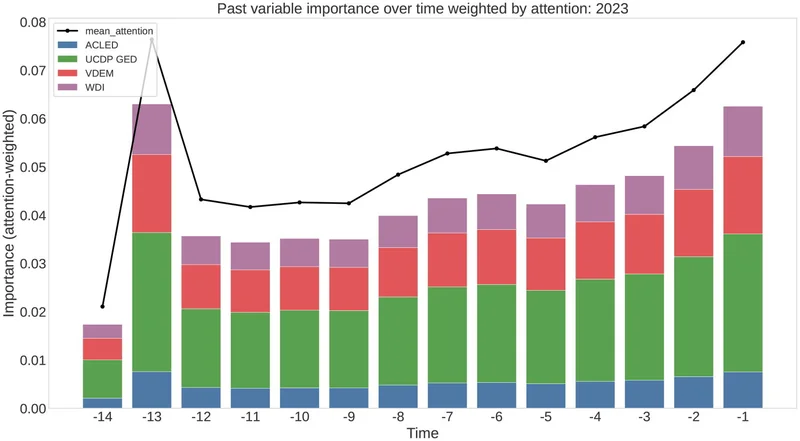 Past variable importance over time weighted by attention: 2023
mean_attention
ACLED
UCDP GED
VDEM
WDI
Importance (attention-weighted)
0.08
0.07
0.06
0.05
0.04
0.03
0.02
0.01
0.00
-14 -13 -12 -11 -10 -9 -8 -7 -6 -5 -4 -3 -2 -1
Time